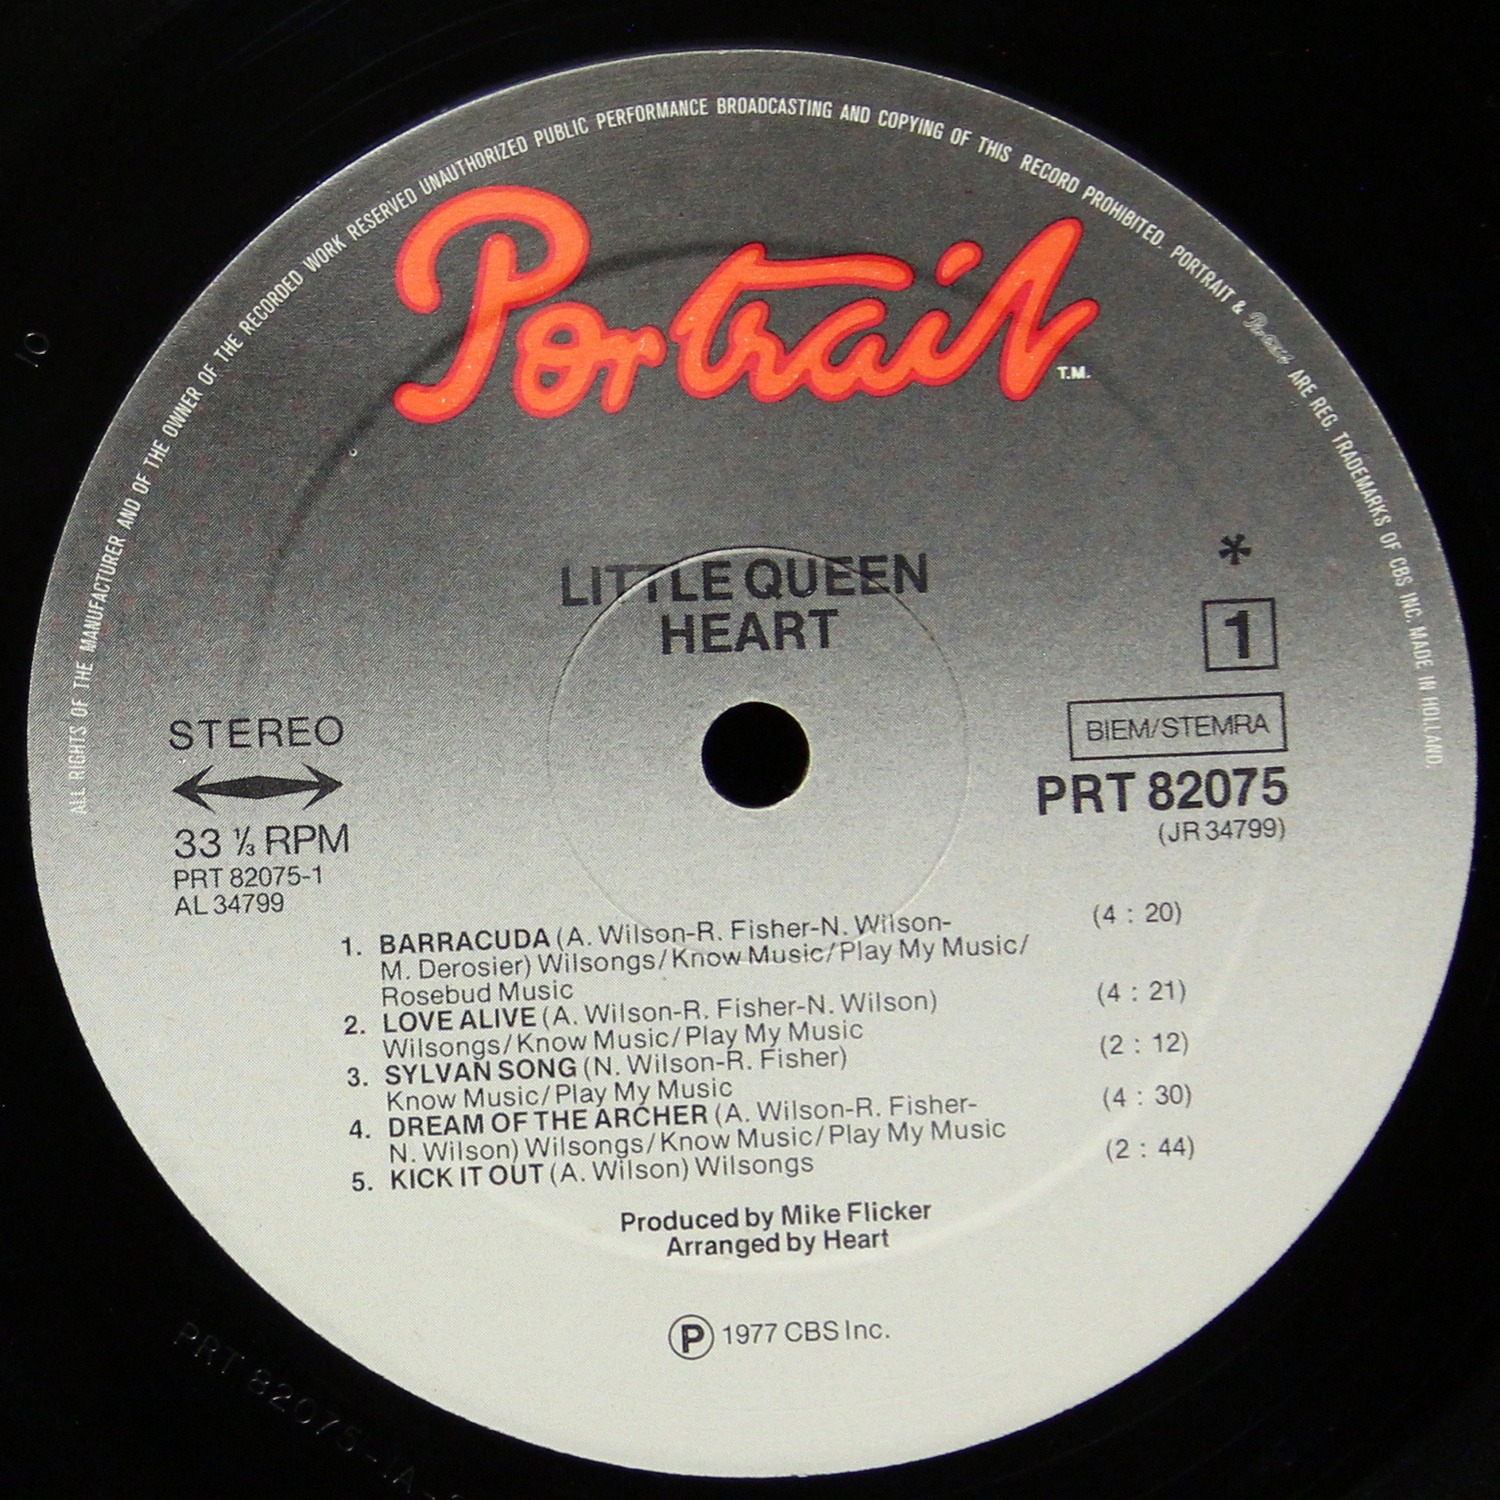 ALL RIGHTS OF THE MANUFACTURER AND OF THE OWNER OF THE RECORDED WORK RESERVED UNAUTHORIZED PUBLIC PERFORMANCE BROADCASTING AND COPYING OF THIS RECORD PROHIBITED. PORTRAIT & Portrait ARE REG. TRADEMARKS OF CBS INC. MADE IN HOLLAND.
Portrait T.M.
LITTLE QUEEN
HEART
*
1
BIEM/STEMRA
PRT 82075
(JR 34799)
STEREO
33 ⅓ RPM
PRT 82075-1
AL 34799
1. BARRACUDA (A. Wilson-R. Fisher-N. Wilson- (4 : 20)
M. Derosier) Wilsongs/Know Music/Play My Music/
Rosebud Music
2. LOVE ALIVE (A. Wilson-R. Fisher-N. Wilson) (4 : 21)
Wilsongs/Know Music/Play My Music
3. SYLVAN SONG (N. Wilson-R. Fisher) (2 : 12)
Know Music/Play My Music
4. DREAM OF THE ARCHER (A. Wilson-R. Fisher- (4 : 30)
N. Wilson) Wilsongs/Know Music/Play My Music
5. KICK IT OUT (A. Wilson) Wilsongs (2 : 44)
Produced by Mike Flicker
Arranged by Heart
℗ 1977 CBS Inc.
PRT 82075-1A